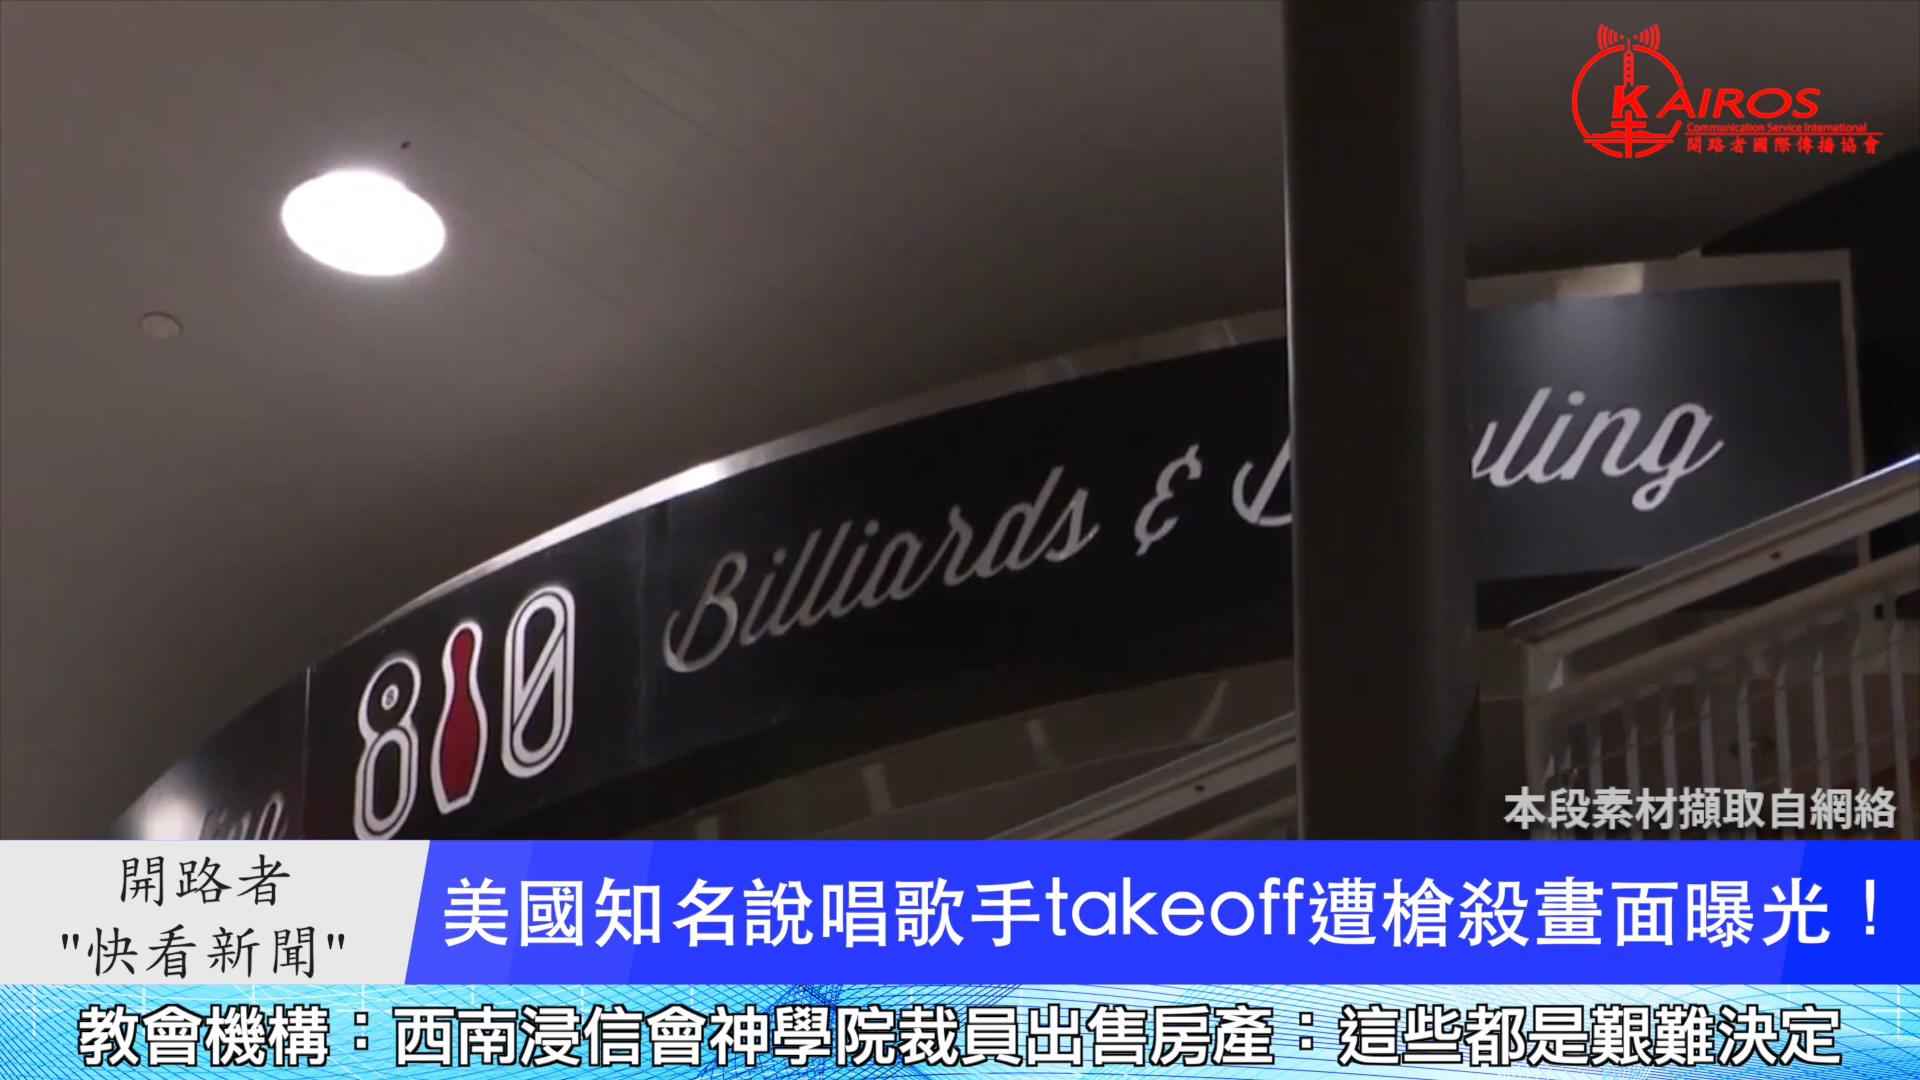 KAIROS
Communication Service International
開路者國際傳播協會
810 Billiards & ling
本段素材擷取自網絡
開路者
"快看新聞"
美國知名說唱歌手takeoff遭槍殺畫面曝光！
教會機構：西南浸信會神學院裁員出售房產：這些都是艱難決定